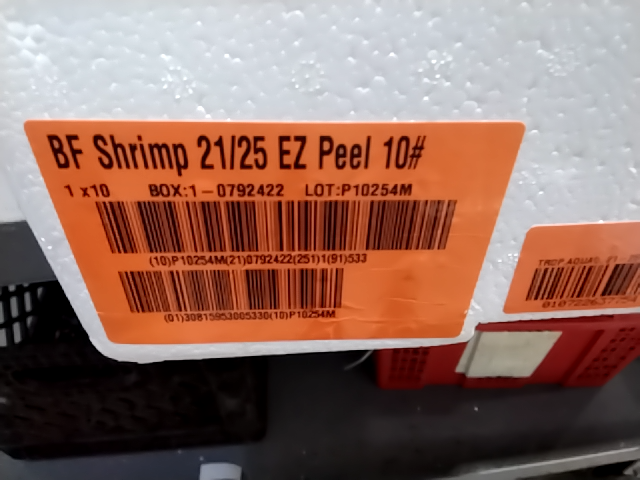 BF Shrimp 21/25 EZ Peel 10#
1 x10 BOX:1-0792422 LOT:P10254M
(10)P10254M(21)0792422(251)1(91)533
(01)30815953005330(10)P10254M